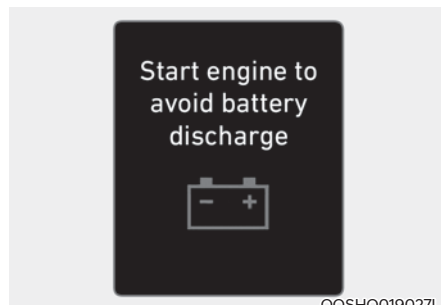 Start engine to
avoid battery
discharge
- +